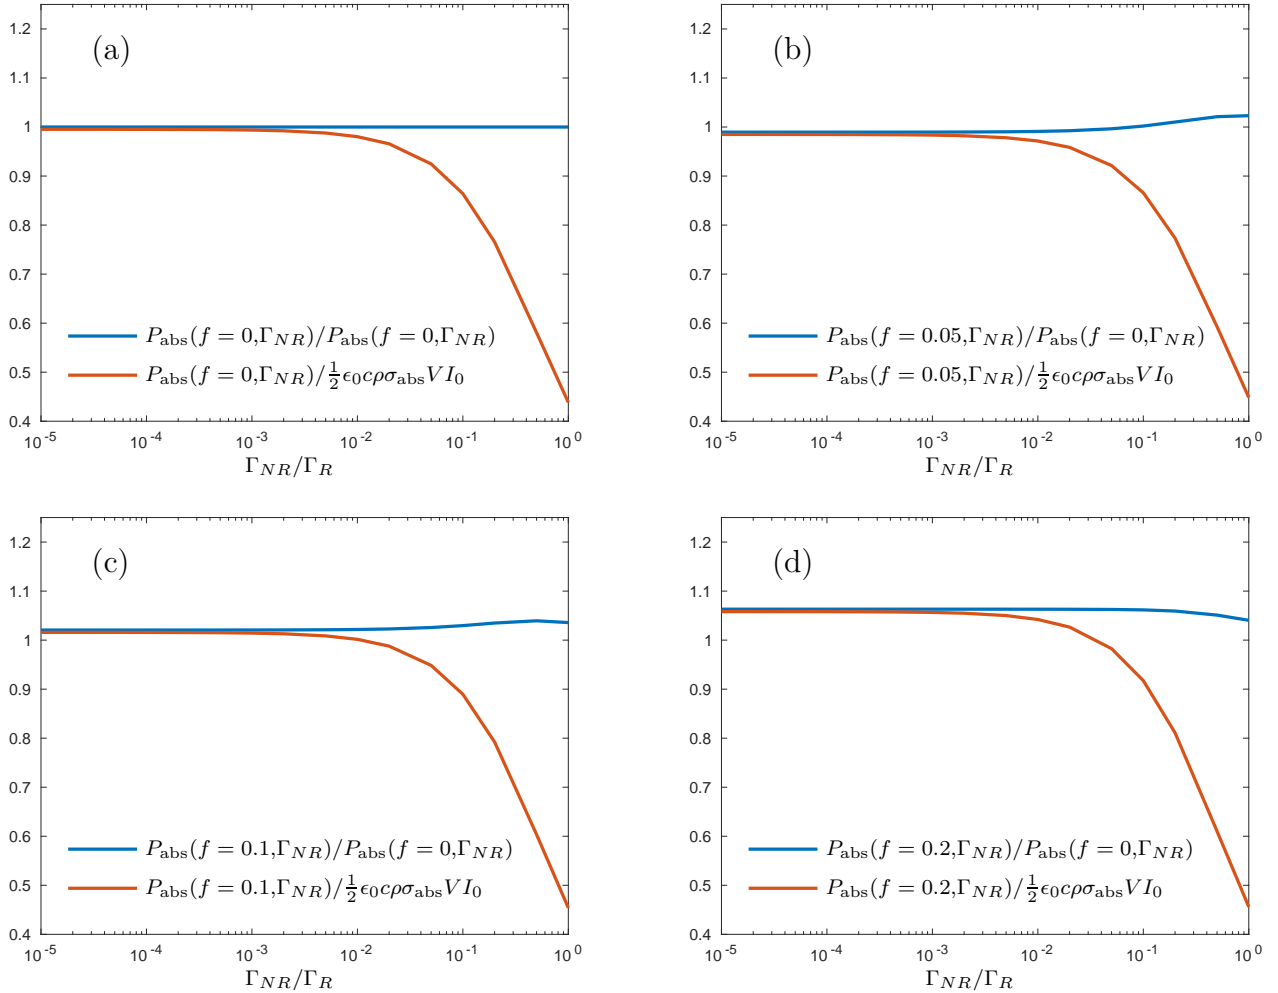 (a)
1.2
1.1
1
0.9
0.8
0.7
0.6
0.5
0.4
P_abs(f = 0,Γ_NR)/P_abs(f = 0,Γ_NR)
P_abs(f = 0,Γ_NR)/½ϵ₀cρσ_abs V I₀
10⁻⁵ 10⁻⁴ 10⁻³ 10⁻² 10⁻¹ 10⁰
Γ_NR/Γ_R
(b)
1.2
1.1
1
0.9
0.8
0.7
0.6
0.5
0.4
P_abs(f = 0.05,Γ_NR)/P_abs(f = 0,Γ_NR)
P_abs(f = 0.05,Γ_NR)/½ϵ₀cρσ_abs V I₀
10⁻⁵ 10⁻⁴ 10⁻³ 10⁻² 10⁻¹ 10⁰
Γ_NR/Γ_R
(c)
1.2
1.1
1
0.9
0.8
0.7
0.6
0.5
0.4
P_abs(f = 0.1,Γ_NR)/P_abs(f = 0,Γ_NR)
P_abs(f = 0.1,Γ_NR)/½ϵ₀cρσ_abs V I₀
10⁻⁵ 10⁻⁴ 10⁻³ 10⁻² 10⁻¹ 10⁰
Γ_NR/Γ_R
(d)
1.2
1.1
1
0.9
0.8
0.7
0.6
0.5
0.4
P_abs(f = 0.2,Γ_NR)/P_abs(f = 0,Γ_NR)
P_abs(f = 0.2,Γ_NR)/½ϵ₀cρσ_abs V I₀
10⁻⁵ 10⁻⁴ 10⁻³ 10⁻² 10⁻¹ 10⁰
Γ_NR/Γ_R